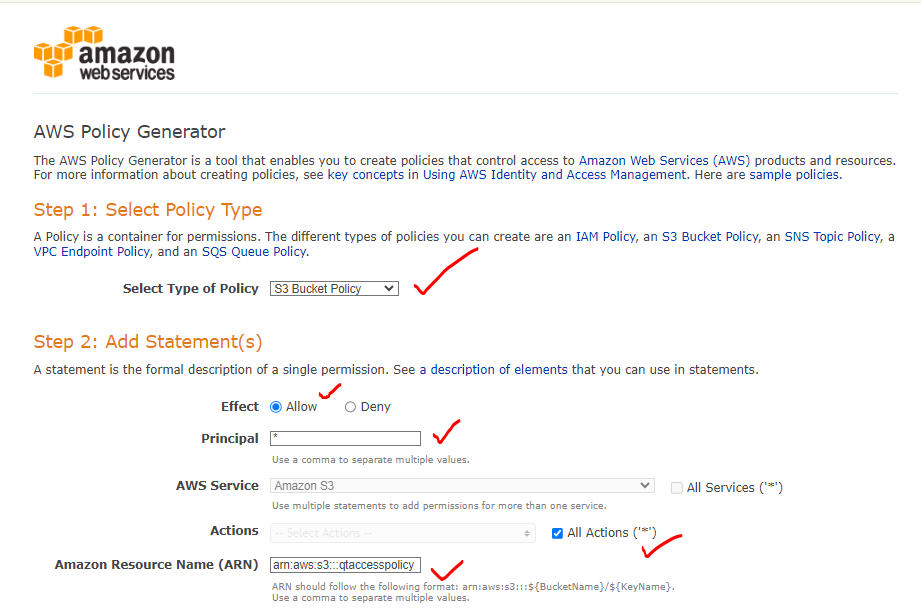 amazon
web services
AWS Policy Generator
The AWS Policy Generator is a tool that enables you to create policies that control access to Amazon Web Services (AWS) products and resources.
For more information about creating policies, see key concepts in Using AWS Identity and Access Management. Here are sample policies.
Step 1: Select Policy Type
A Policy is a container for permissions. The different types of policies you can create are an IAM Policy, an S3 Bucket Policy, an SNS Topic Policy, a
VPC Endpoint Policy, and an SQS Queue Policy.
Select Type of Policy S3 Bucket Policy
Step 2: Add Statement(s)
A statement is the formal description of a single permission. See a description of elements that you can use in statements.
Effect Allow Deny
Principal *
Use a comma to separate multiple values.
AWS Service Amazon S3 All Services ('*')
Use multiple statements to add permissions for more than one service.
Actions -- Select Actions -- All Actions ('*')
Amazon Resource Name (ARN) arn:aws:s3:::qtaccesspolicy
ARN should follow the following format: arn:aws:s3:::${BucketName}/${KeyName}.
Use a comma to separate multiple values.